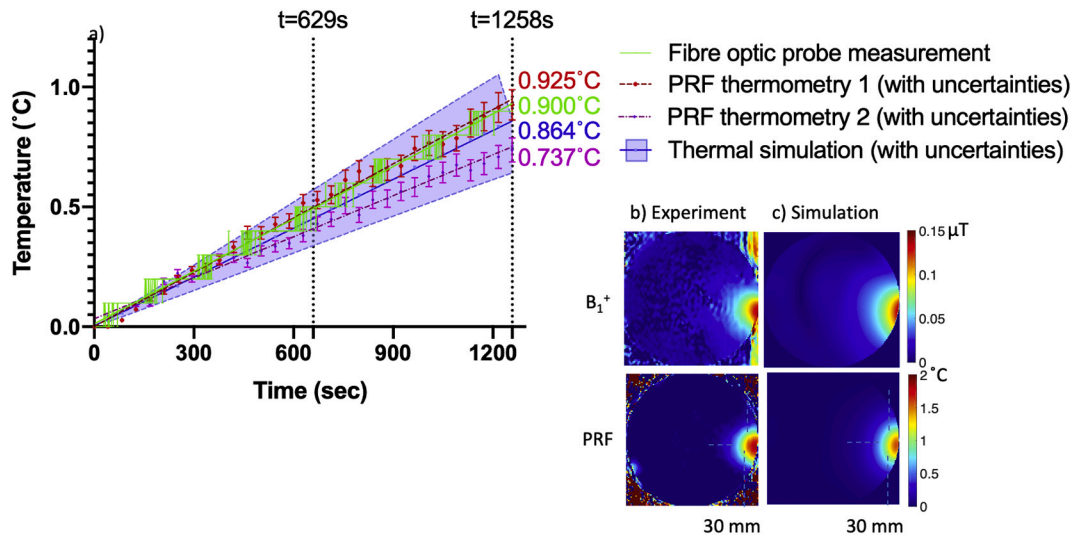 t=629s
t=1258s
a)
Fibre optic probe measurement
PRF thermometry 1 (with uncertainties)
PRF thermometry 2 (with uncertainties)
Thermal simulation (with uncertainties)
1.0
0.5
0.0
Temperature (˚C)
0.925˚C
0.900˚C
0.864˚C
0.737˚C
0
300
600
900
1200
Time (sec)
b) Experiment
c) Simulation
B₁⁺
0.15 µT
0.1
0.05
0
PRF
2 ˚C
1.5
1
0.5
0
30 mm
30 mm